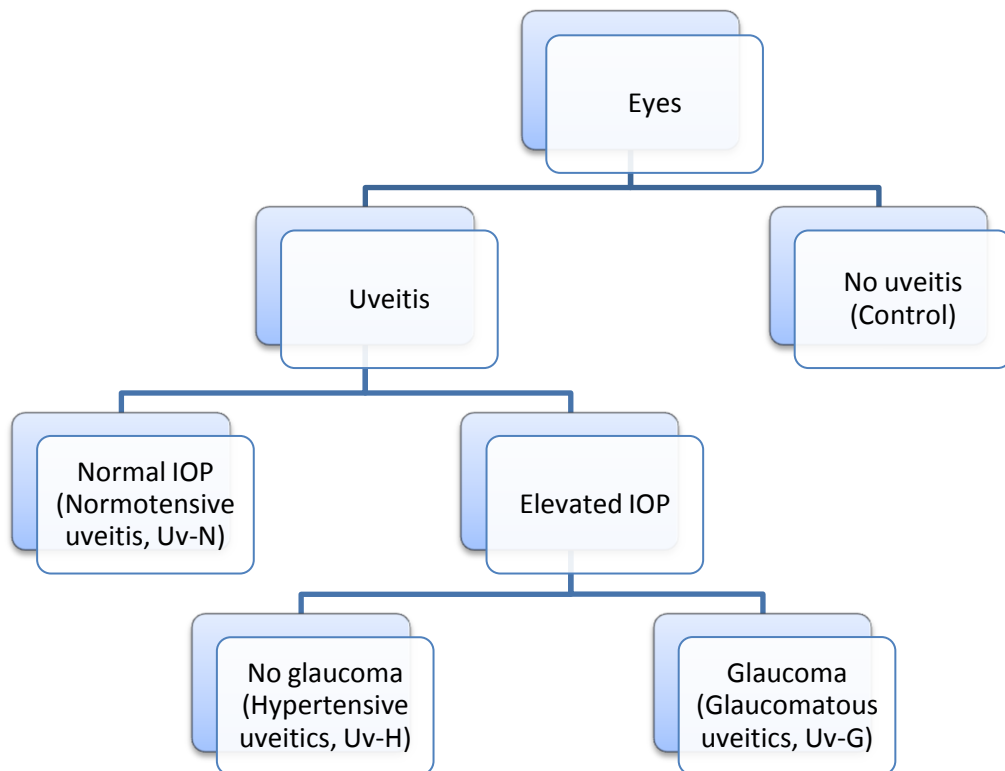 Eyes
Uveitis
No uveitis
(Control)
Normal IOP
(Normotensive
uveitis, Uv-N)
Elevated IOP
No glaucoma
(Hypertensive
uveitics, Uv-H)
Glaucoma
(Glaucomatous
uveitics, Uv-G)